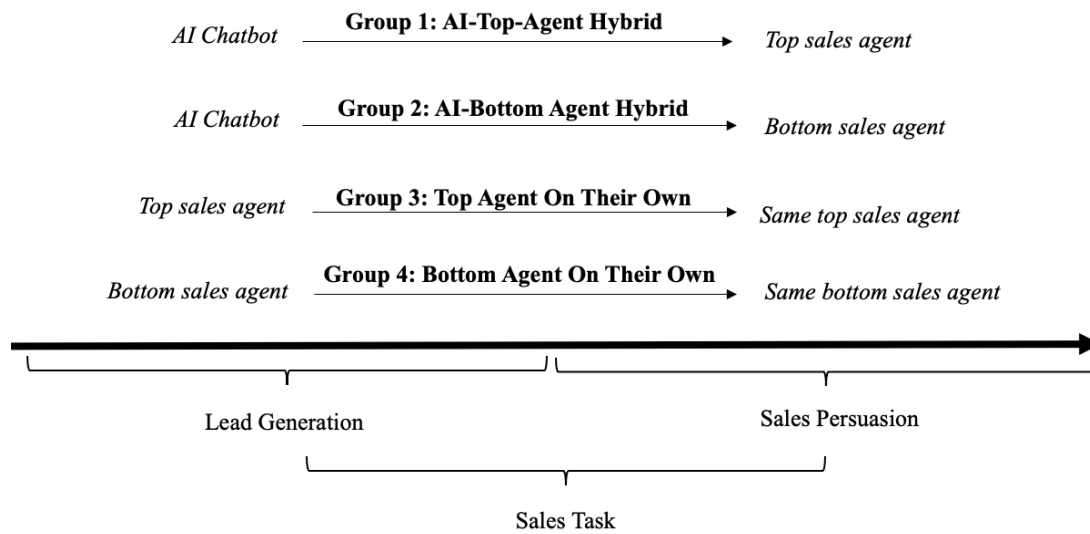 AI Chatbot Group 1: AI-Top-Agent Hybrid Top sales agent
AI Chatbot Group 2: AI-Bottom Agent Hybrid Bottom sales agent
Top sales agent Group 3: Top Agent On Their Own Same top sales agent
Bottom sales agent Group 4: Bottom Agent On Their Own Same bottom sales agent
Lead Generation Sales Persuasion
Sales Task